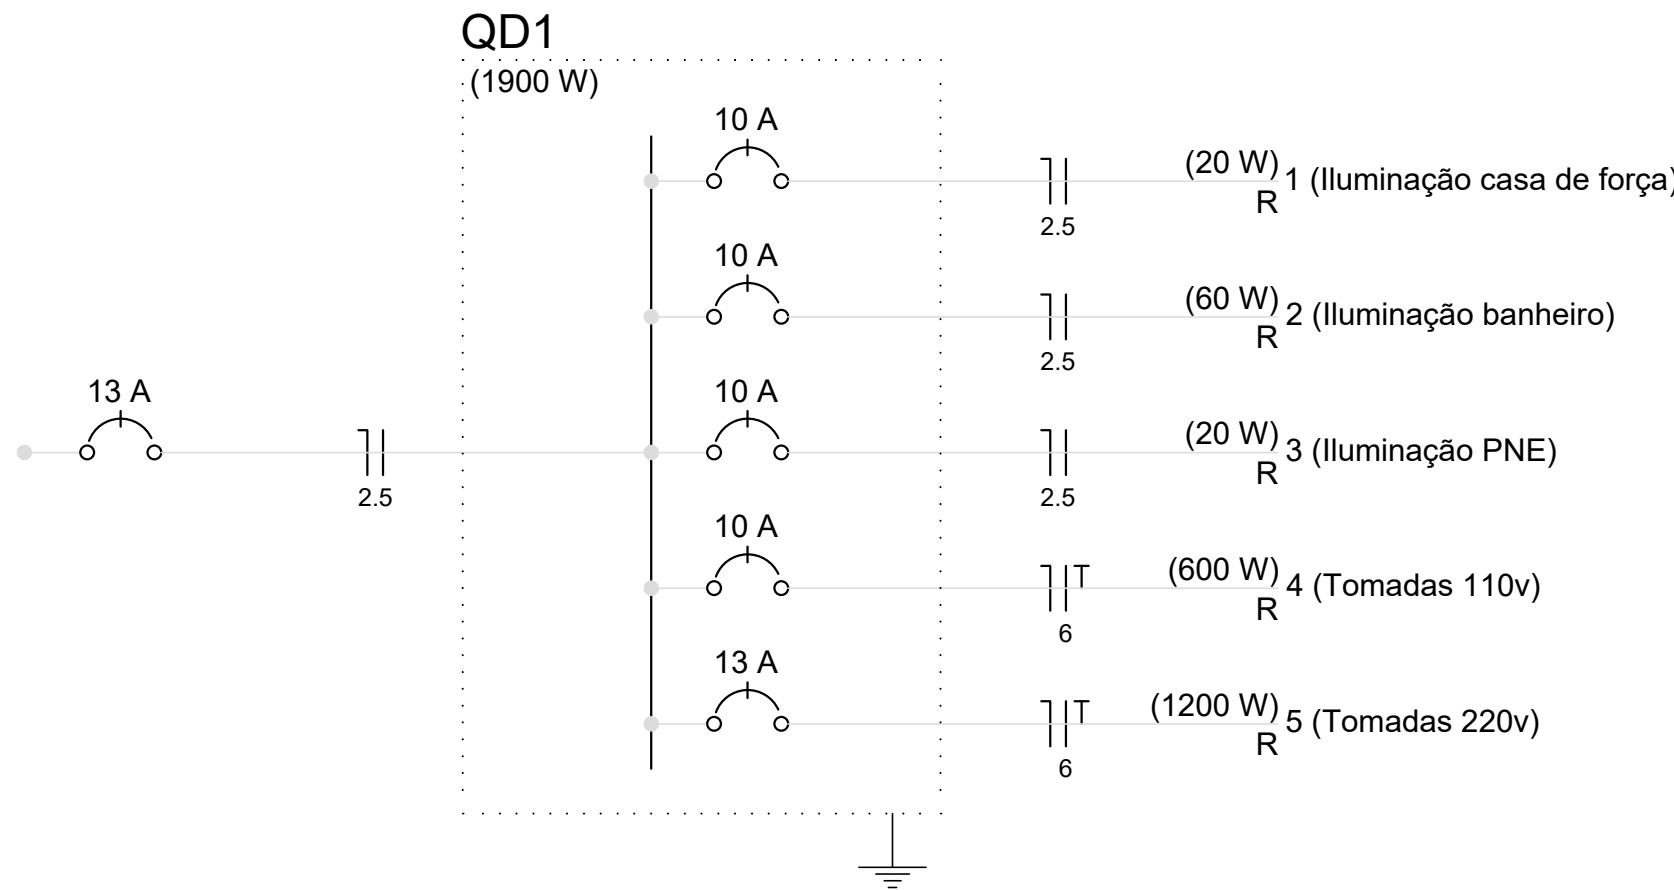 QD1
(1900 W)
10 A
(20 W)
R
1 (Iluminação casa de força)
2.5
10 A
(60 W)
R
2 (Iluminação banheiro)
2.5
13 A
2.5
10 A
(20 W)
R
3 (Iluminação PNE)
2.5
10 A
(600 W)
R
4 (Tomadas 110v)
6
13 A
(1200 W)
R
5 (Tomadas 220v)
6